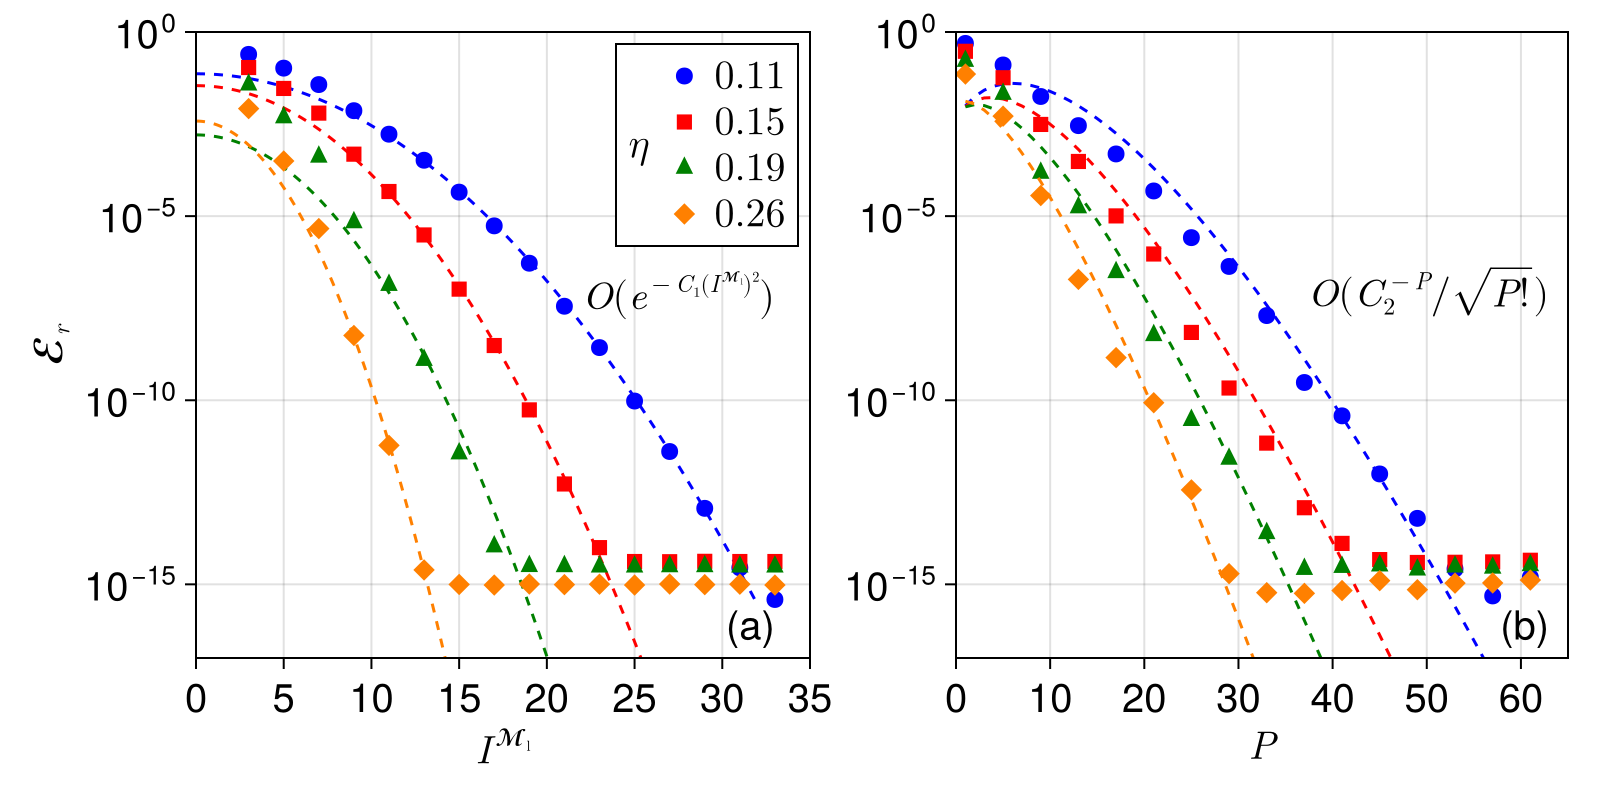 10^0
10^{-5}
10^{-10}
10^{-15}
ℰ_r
η
0.11
0.15
0.19
0.26
O(e^{-C_1(I^{ℳ_1})^2})
(a)
0 5 10 15 20 25 30 35
I^{ℳ_1}
10^0
10^{-5}
10^{-10}
10^{-15}
O(C_2^{-P}/√P!)
(b)
0 10 20 30 40 50 60
P